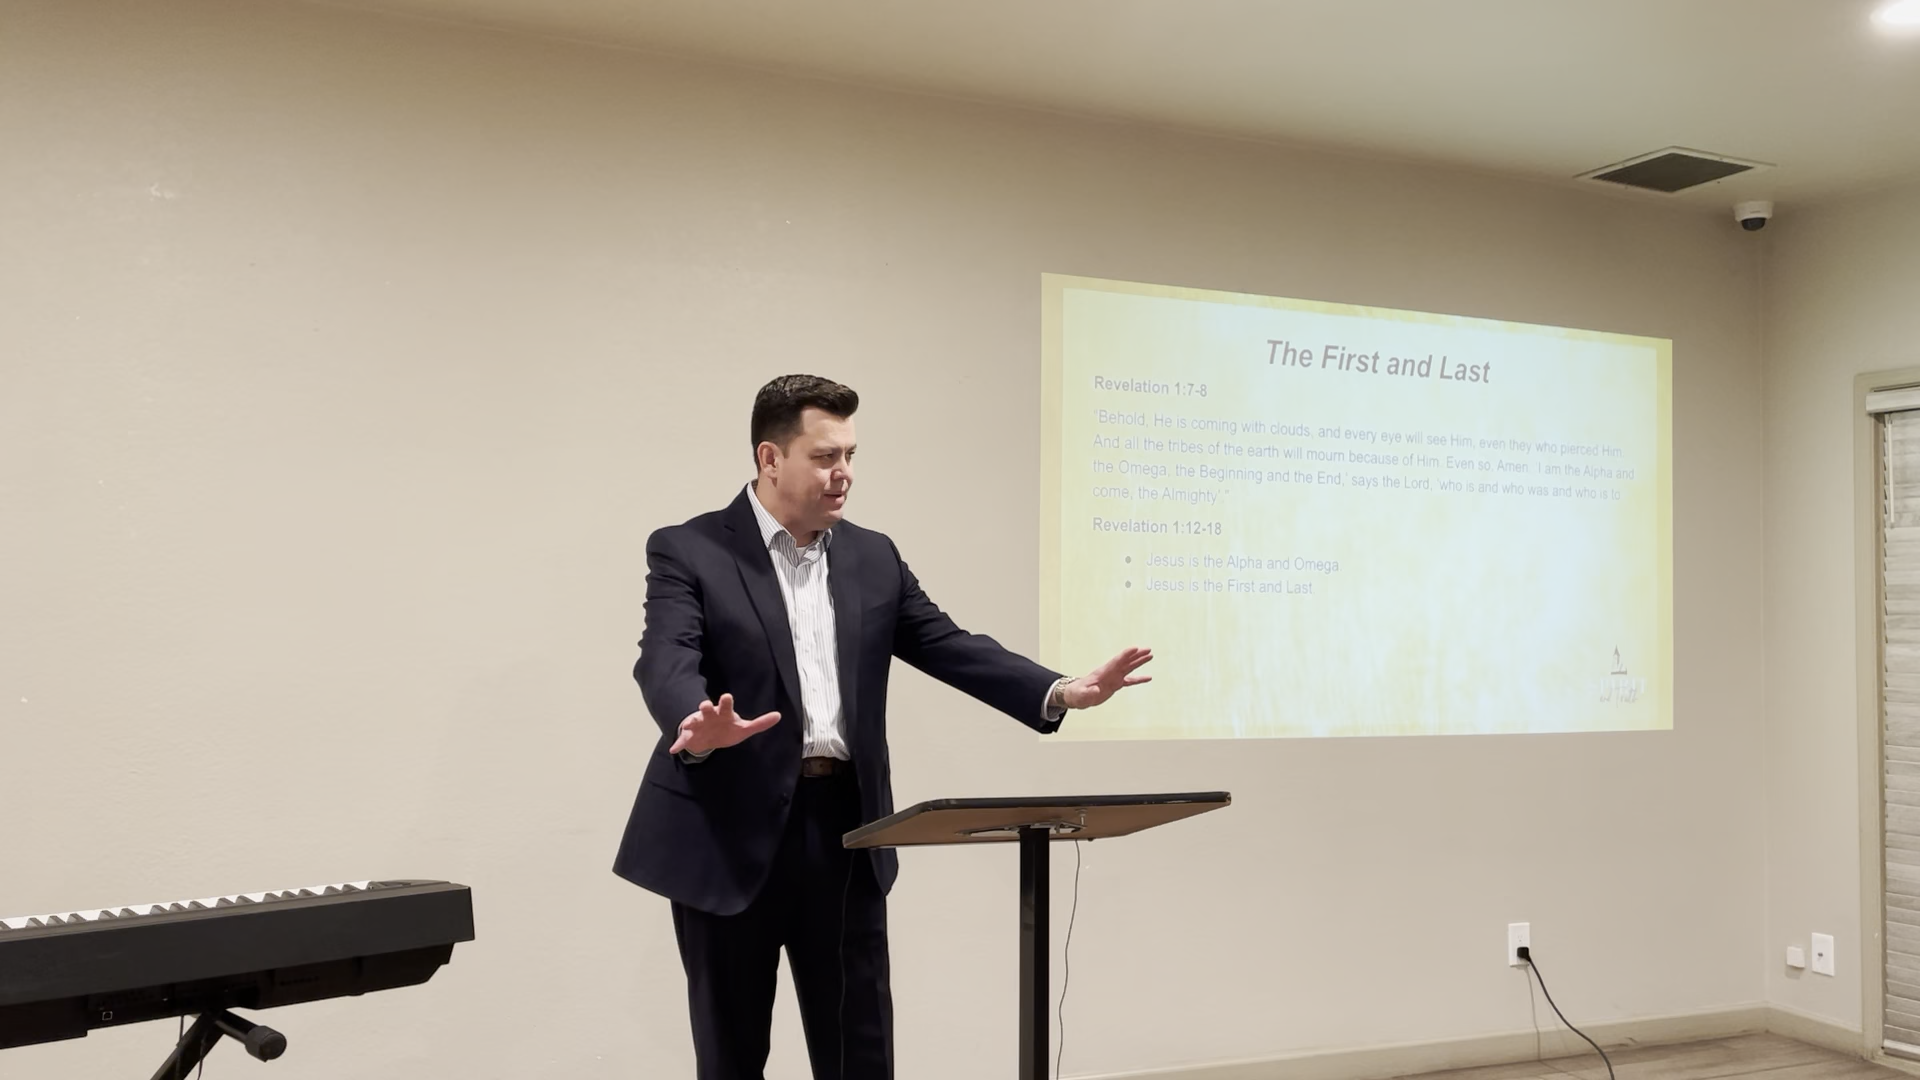 The First and Last
Revelation 1:7-8
"Behold, He is coming with clouds, and every eye will see Him, even they who pierced Him.
And all the tribes of the earth will mourn because of Him. Even so, Amen. 'I am the Alpha and
the Omega, the Beginning and the End,' says the Lord, 'who is and who was and who is to
come, the Almighty.'"
Revelation 1:12-18
● Jesus is the Alpha and Omega
● Jesus is the First and Last
and Truth